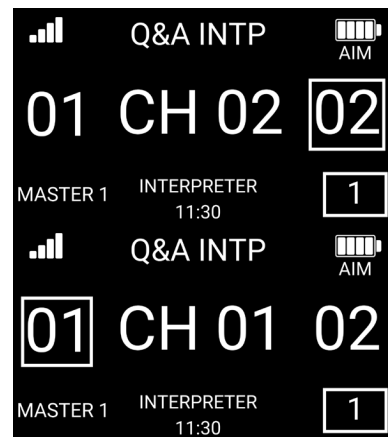 Q&A INTP
AIM
01 CH 02 02
MASTER 1 INTERPRETER 1
11:30
Q&A INTP
AIM
01 CH 01 02
MASTER 1 INTERPRETER 1
11:30